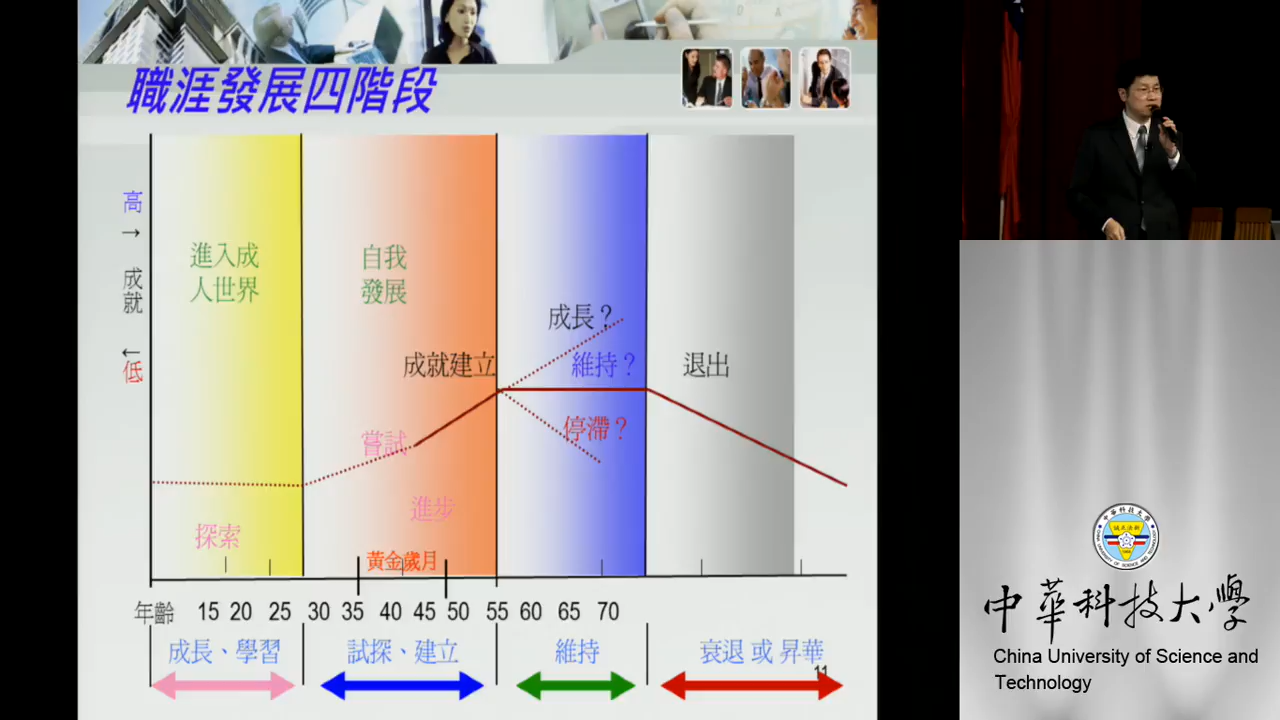 職涯發展四階段
高
→
成就
←
低
進入成
人世界
自我
發展
成長？
成就建立
維持？
退出
停滯？
嘗試
進步
探索
黃金歲月
年齡 15 20 25 30 35 40 45 50 55 60 65 70
成長、學習
試探、建立
維持
衰退 或 昇華
11
中華科技大學
China University of Science and
Technology